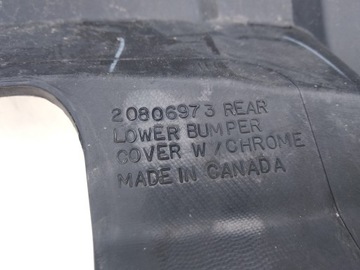 20806973 REAR
LOWER BUMPER
COVER W/CHROME
MADE IN CANADA